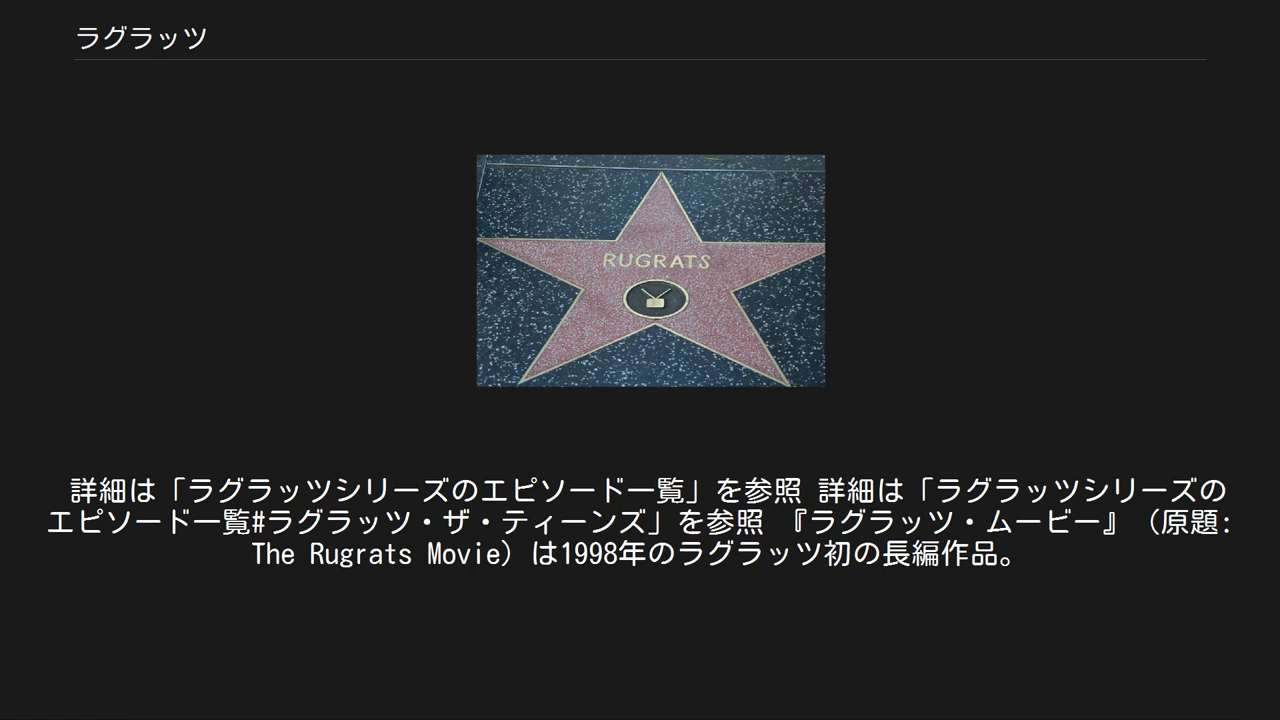 ラグラッツ
RUGRATS
詳細は「ラグラッツシリーズのエピソード一覧」を参照 詳細は「ラグラッツシリーズの
エピソード一覧#ラグラッツ・ザ・ティーンズ」を参照 『ラグラッツ・ムービー』（原題:
The Rugrats Movie）は1998年のラグラッツ初の長編作品。